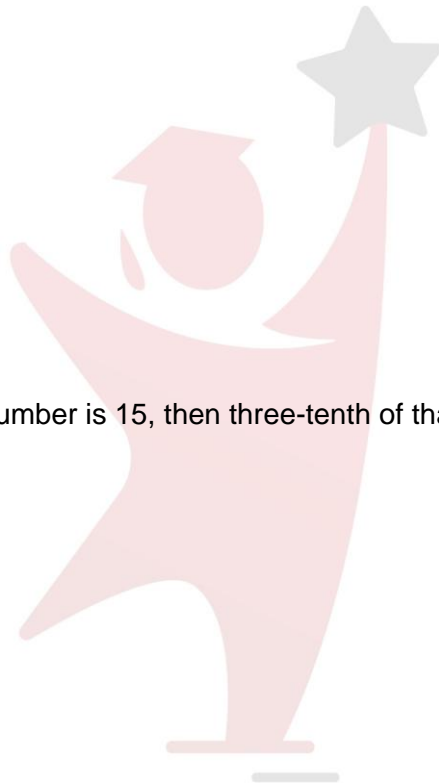 umber is 15, then three-tenth of tha